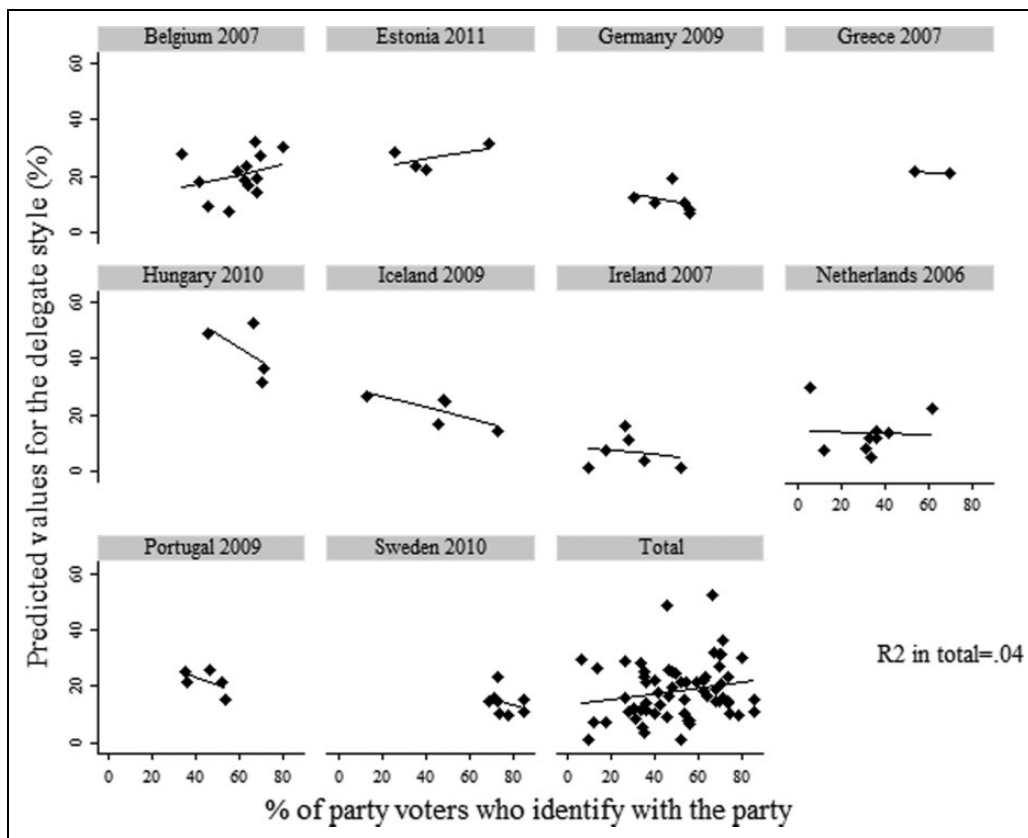 Belgium 2007 Estonia 2011 Germany 2009 Greece 2007
60
40
20
0
Hungary 2010 Iceland 2009 Ireland 2007 Netherlands 2006
60
40
20
0
0 20 40 60 80
Portugal 2009 Sweden 2010 Total
60
40
20
0
R2 in total=.04
0 20 40 60 80 0 20 40 60 80 0 20 40 60 80
Predicted values for the delegate style (%)
% of party voters who identify with the party